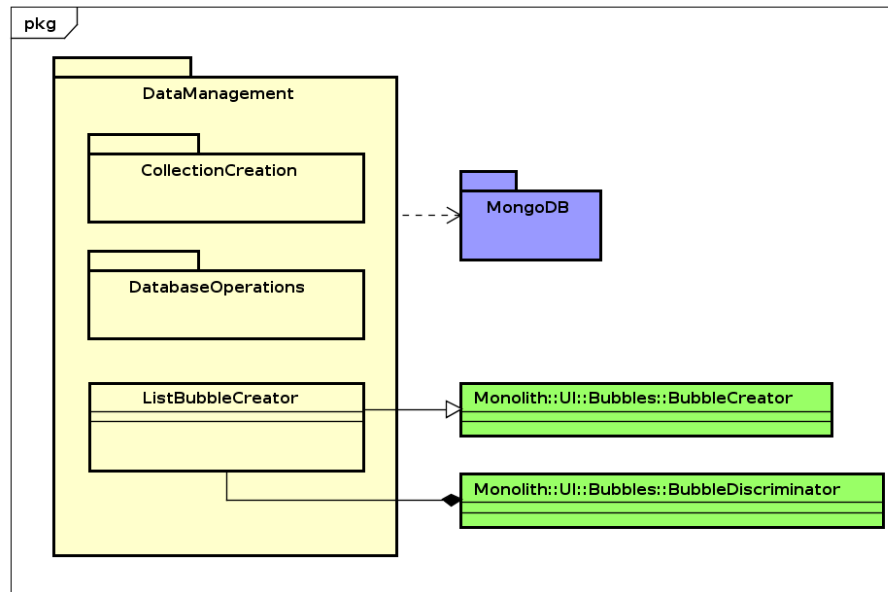 pkg
DataManagement
CollectionCreation
MongoDB
DatabaseOperations
ListBubbleCreator
Monolith::UI::Bubbles::BubbleCreator
Monolith::UI::Bubbles::BubbleDiscriminator